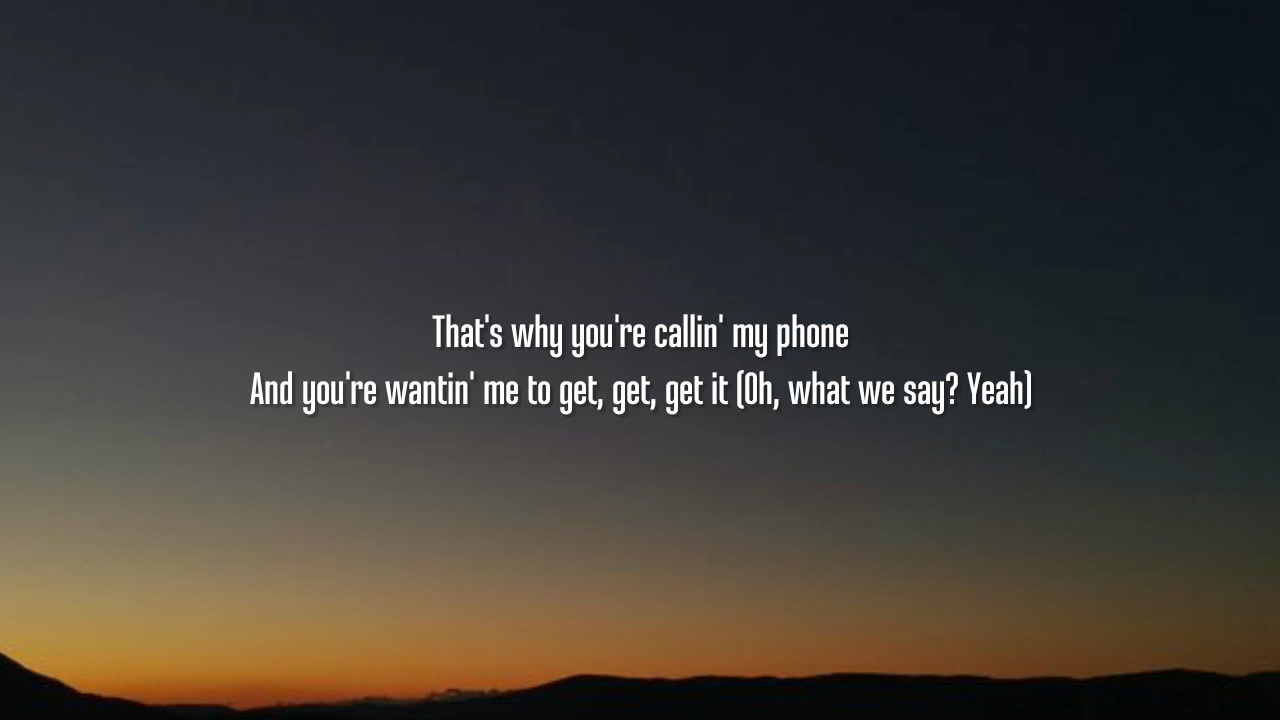 That's why you're callin' my phone
And you're wantin' me to get, get, get it (Oh, what we say? Yeah)